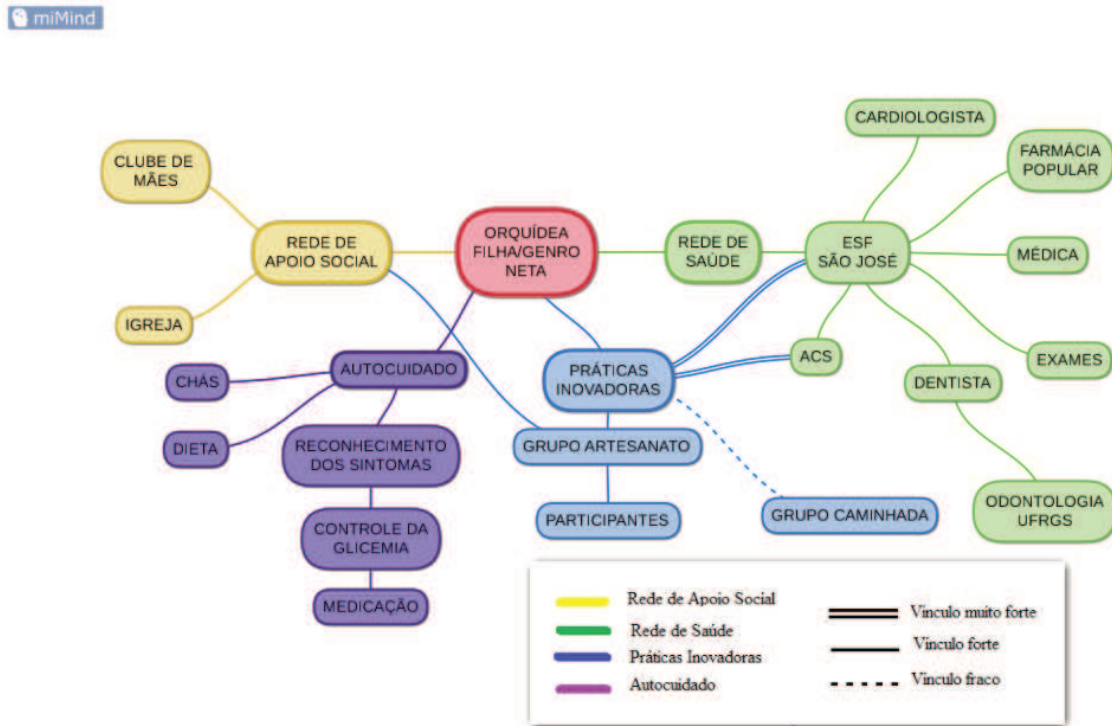 miMind
CARDIOLOGISTA
CLUBE DE
MÃES
FARMÁCIA
POPULAR
REDE DE
APOIO SOCIAL
ORQUÍDEA
FILHA/GENRO
NETA
REDE DE
SAÚDE
ESF
SÃO JOSÉ
MÉDICA
IGREJA
CHÁS
AUTOCUIDADO
PRÁTICAS
INOVADORAS
ACS
EXAMES
DENTISTA
DIETA
RECONHECIMENTO
DOS SINTOMAS
GRUPO ARTESANATO
PARTICIPANTES
GRUPO CAMINHADA
ODONTOLOGIA
UFRGS
CONTROLE DA
GLICEMIA
MEDICAÇÃO
Rede de Apoio Social
Rede de Saúde
Práticas Inovadoras
Autocuidado
Vínculo muito forte
Vínculo forte
Vínculo fraco